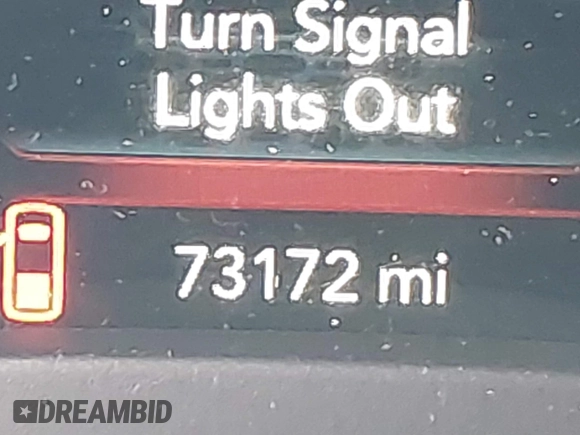 Turn Signal
Lights Out
73172 mi
DREAMBID